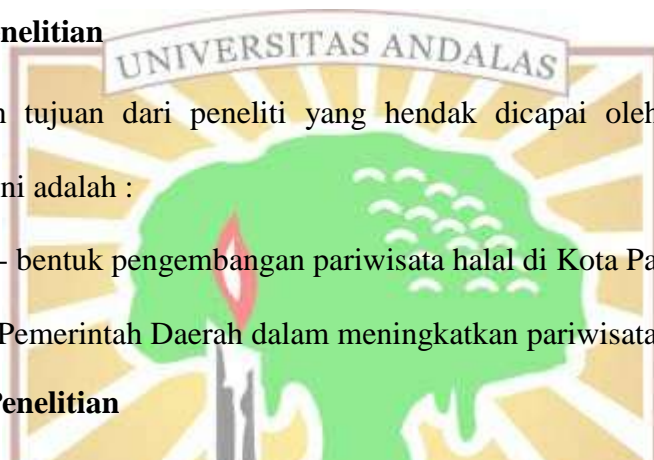 nelitian
UNIVERSITAS ANDALAS
tujuan dari peneliti yang hendak dicapai oleh
ni adalah :
- bentuk pengembangan pariwisata halal di Kota Pa
Pemerintah Daerah dalam meningkatkan pariwisata
Penelitian